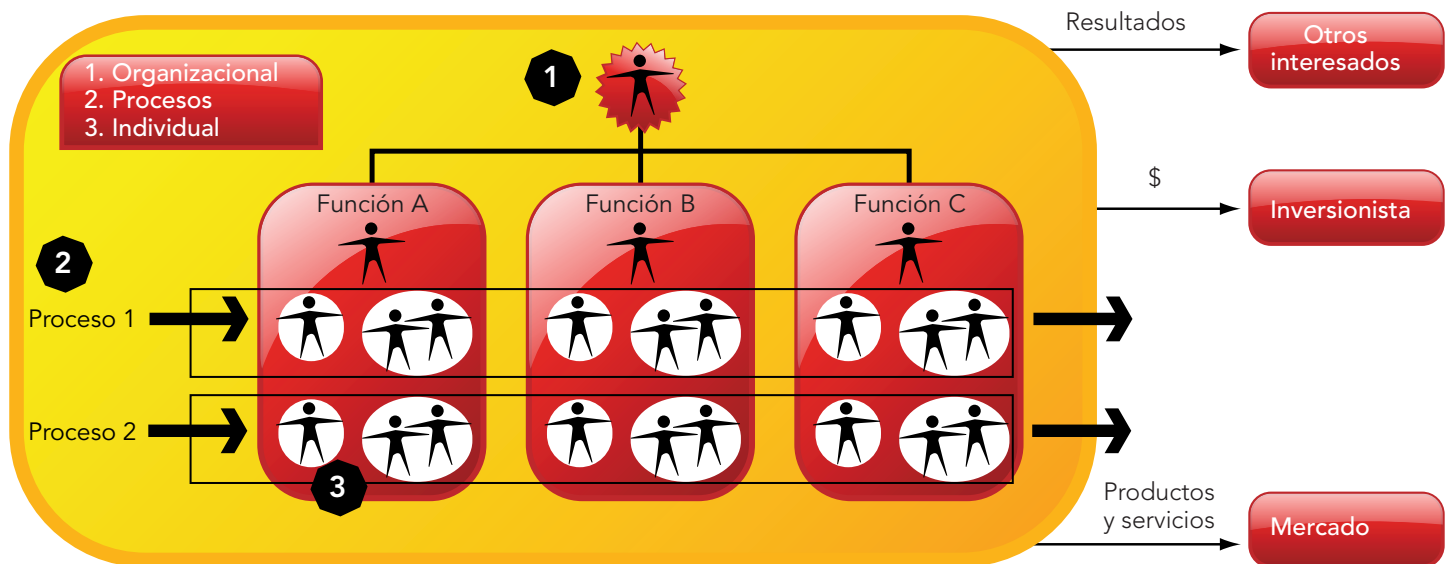 Resultados
Otros
interesados
1. Organizacional
2. Procesos
3. Individual
1
$
Inversionista
Función A
Función B
Función C
2
Proceso 1
Proceso 2
3
Productos
y servicios
Mercado